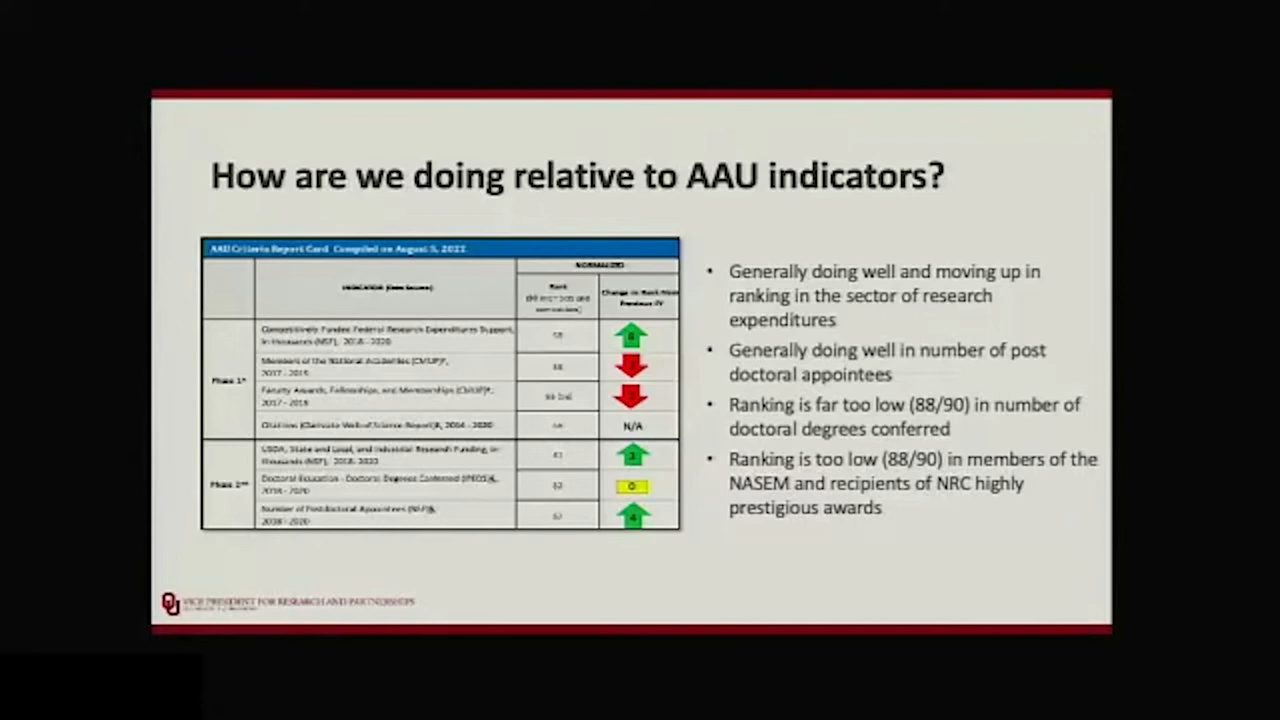 How are we doing relative to AAU indicators?
AAU Criteria Report Card Compiled on August 5, 2022
NORMALIZED
INDICATOR (Data Source)
Rank
Change in Rank from
Previous FY
Phase 1*
Competitively Funded Federal Research Expenditures Support,
in thousands (NSF), 2018 - 2020
6
Members of the National Academies (CMUP)
2017 - 2019
Faculty Awards, Fellowships, and Memberships (CMUP)
2017 - 2019
Citations (Clarivate Web of Science Report) 2020
N/A
Phase 2**
USDA, State and Local, and Industrial Research Funding, in
thousands (NSF), 2018-2020
Doctoral Education - Doctoral Degrees Conferred (IPEDS)
2018 - 2020
0
Number of Postdoctoral Appointees (NSF)
2018 - 2020
4
• Generally doing well and moving up in
ranking in the sector of research
expenditures
• Generally doing well in number of post
doctoral appointees
• Ranking is far too low (88/90) in number of
doctoral degrees conferred
• Ranking is too low (88/90) in members of the
NASEM and recipients of NRC highly
prestigious awards
OU
VICE PRESIDENT FOR RESEARCH AND PARTNERSHIPS